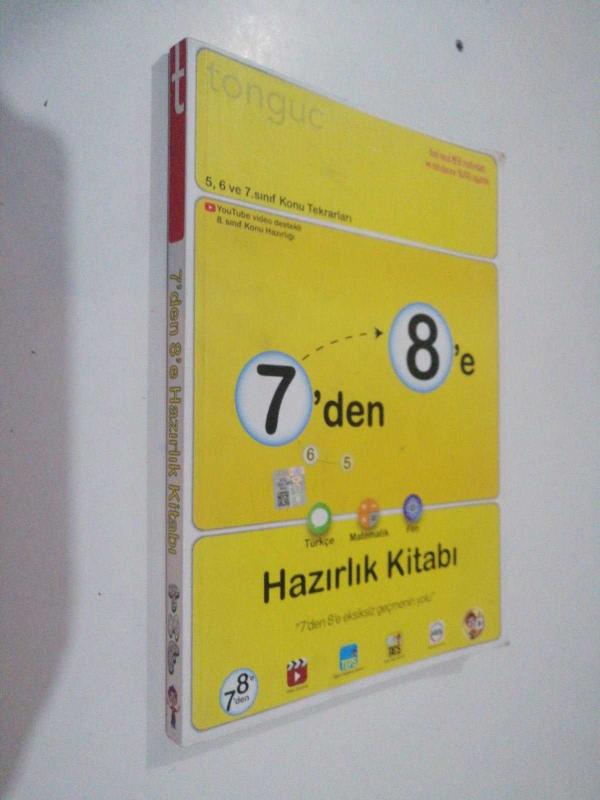 t
7'den 8'e Hazırlık Kitabı
tonguç
5, 6 ve 7.sınıf Konu Tekrarları
YouTube video destekli
8. sınıf Konu Hazırlığı
7'den 8'e
6 5
Türkçe Matematik Fen
Hazırlık Kitabı
"7'den 8'e eksiksiz geçmenin yolu"
7'den 8'e